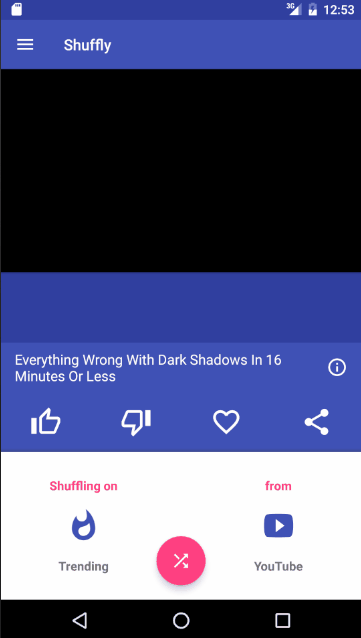 3G 12:53
Shuffly
Everything Wrong With Dark Shadows In 16
Minutes Or Less
Shuffling on from
Trending YouTube